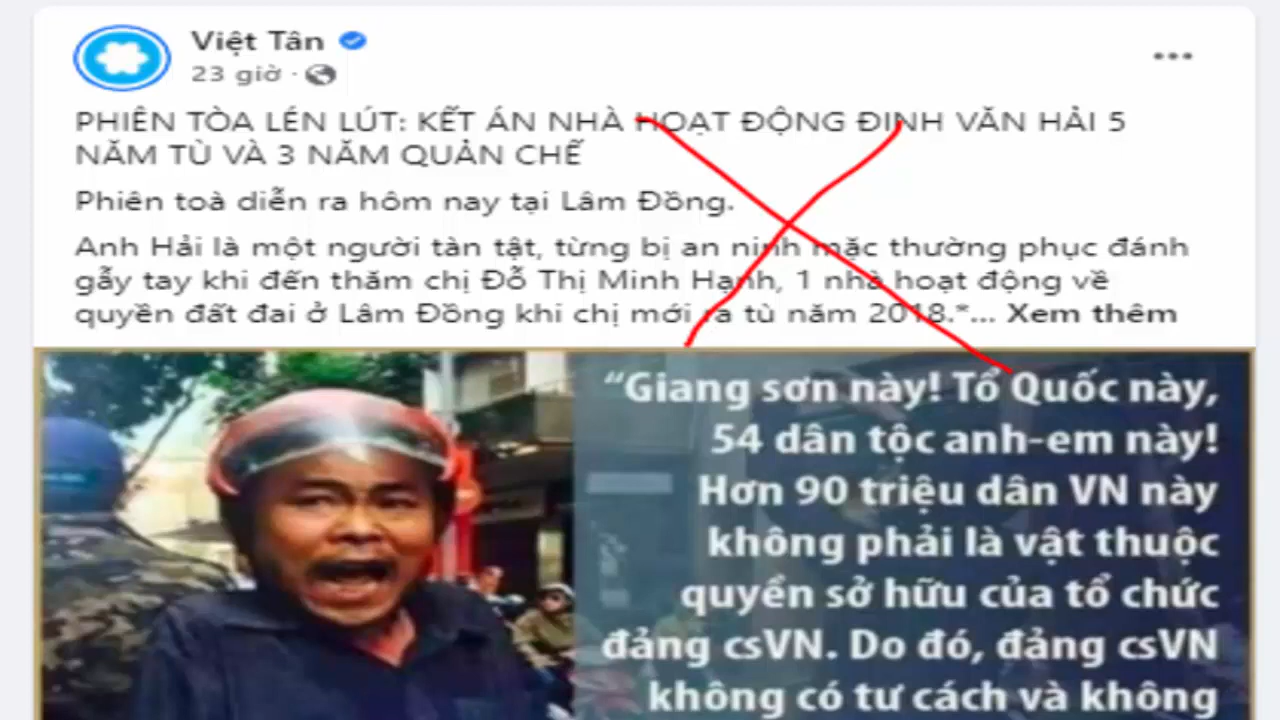 Việt Tân
23 giờ ·
PHIÊN TÒA LÉN LÚT: KẾT ÁN NHÀ HOẠT ĐỘNG ĐINH VĂN HẢI 5
NĂM TÙ VÀ 3 NĂM QUẢN CHẾ
Phiên toà diễn ra hôm nay tại Lâm Đồng.
Anh Hải là một người tàn tật, từng bị an ninh mặc thường phục đánh
gẫy tay khi đến thăm chị Đỗ Thị Minh Hạnh, 1 nhà hoạt động về
quyền đất đai ở Lâm Đồng khi chị mới ra tù năm 2018.*... Xem thêm
“Giang sơn này! Tổ Quốc này,
54 dân tộc anh-em này!
Hơn 90 triệu dân VN này
không phải là vật thuộc
quyền sở hữu của tổ chức
đảng csVN. Do đó, đảng csVN
không có tư cách và không